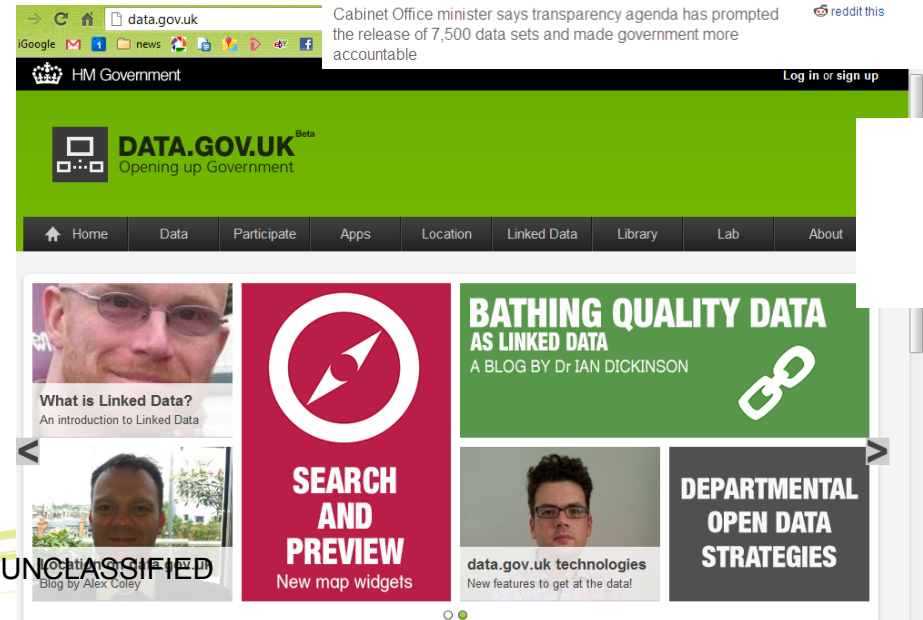 data.gov.uk
Cabinet Office minister says transparency agenda has prompted
the release of 7,500 data sets and made government more
accountable
reddit this
iGoogle
news
HM Government
Log in or sign up
DATA.GOV.UK Beta
Opening up Government
Home
Data
Participate
Apps
Location
Linked Data
Library
Lab
About
What is Linked Data?
An introduction to Linked Data
SEARCH
AND
PREVIEW
New map widgets
BATHING QUALITY DATA
AS LINKED DATA
A BLOG BY Dr IAN DICKINSON
Location on data.gov.uk
Blog by Alex Coley
UNCLASSIFIED
data.gov.uk technologies
New features to get at the data!
DEPARTMENTAL
OPEN DATA
STRATEGIES